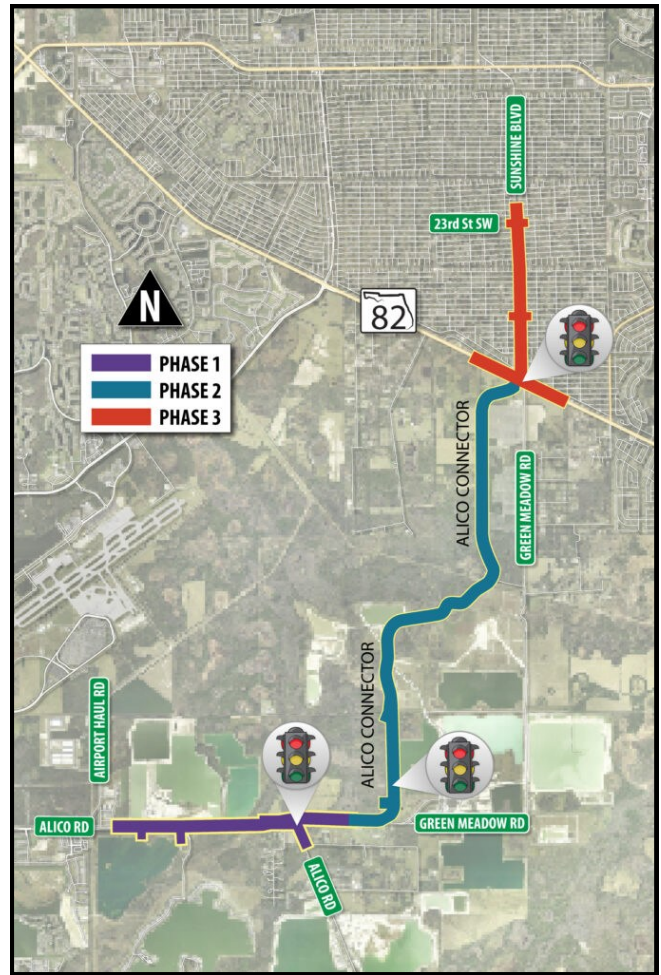 SUNSHINE BLVD
23rd St SW
N
82
PHASE 1
PHASE 2
PHASE 3
ALICO CONNECTOR
GREEN MEADOW RD
ALICO CONNECTOR
AIRPORT HAUL RD
ALICO RD
GREEN MEADOW RD
ALICO RD